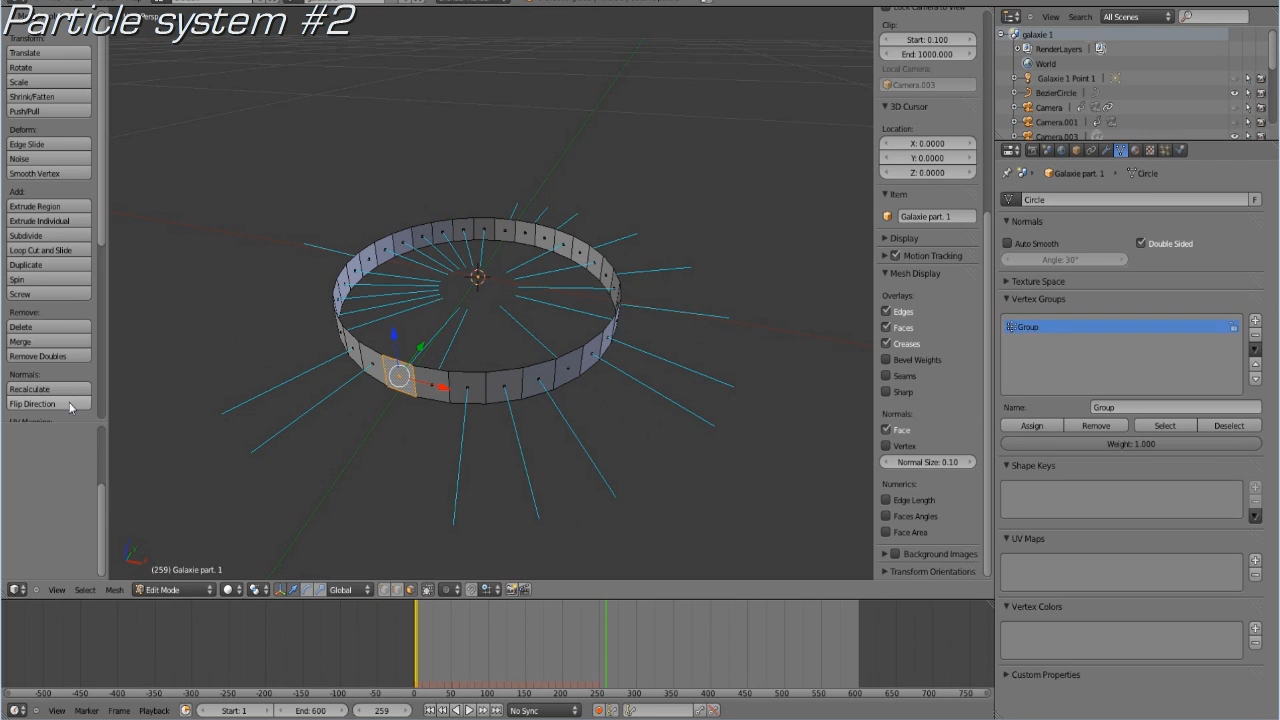 Particle system #2
Transform:
Translate
Rotate
Scale
Shrink/Fatten
Push/Pull
Deform:
Edge Slide
Noise
Smooth Vertex
Add:
Extrude Region
Extrude Individual
Subdivide
Loop Cut and Slide
Duplicate
Spin
Screw
Remove:
Delete
Merge
Remove Doubles
Normals:
Recalculate
Flip Direction
UV Mapping:
(259) Galaxie part. 1
View Select Mesh Edit Mode Global
Lock Camera to View
Clip:
Start: 0.100
End: 1000.000
Local Camera:
Camera.003
3D Cursor
Location:
X: 0.0000
Y: 0.0000
Z: 0.0000
Item
Galaxie part. 1
Display
Motion Tracking
Mesh Display
Overlays:
Edges
Faces
Creases
Bevel Weights
Seams
Sharp
Normals:
Face
Vertex
Normal Size: 0.10
Numerics:
Edge Length
Faces Angles
Face Area
Background Images
Transform Orientations
View Search All Scenes
galaxie 1
RenderLayers
World
Galaxie 1 Point 1
BezierCircle
Camera
Camera.001
Camera.003
Galaxie part. 1 Circle
Circle F
Normals
Auto Smooth Double Sided
Angle: 30°
Texture Space
Vertex Groups
Group
Name: Group
Assign Remove Select Deselect
Weight: 1.000
Shape Keys
UV Maps
Vertex Colors
Custom Properties
-500 -450 -400 -350 -300 -250 -200 -150 -100 -50 0 50 100 150 200 250 300 350 400 450 500 550 600 650 700 750
View Marker Frame Playback Start: 1 End: 600 259 No Sync